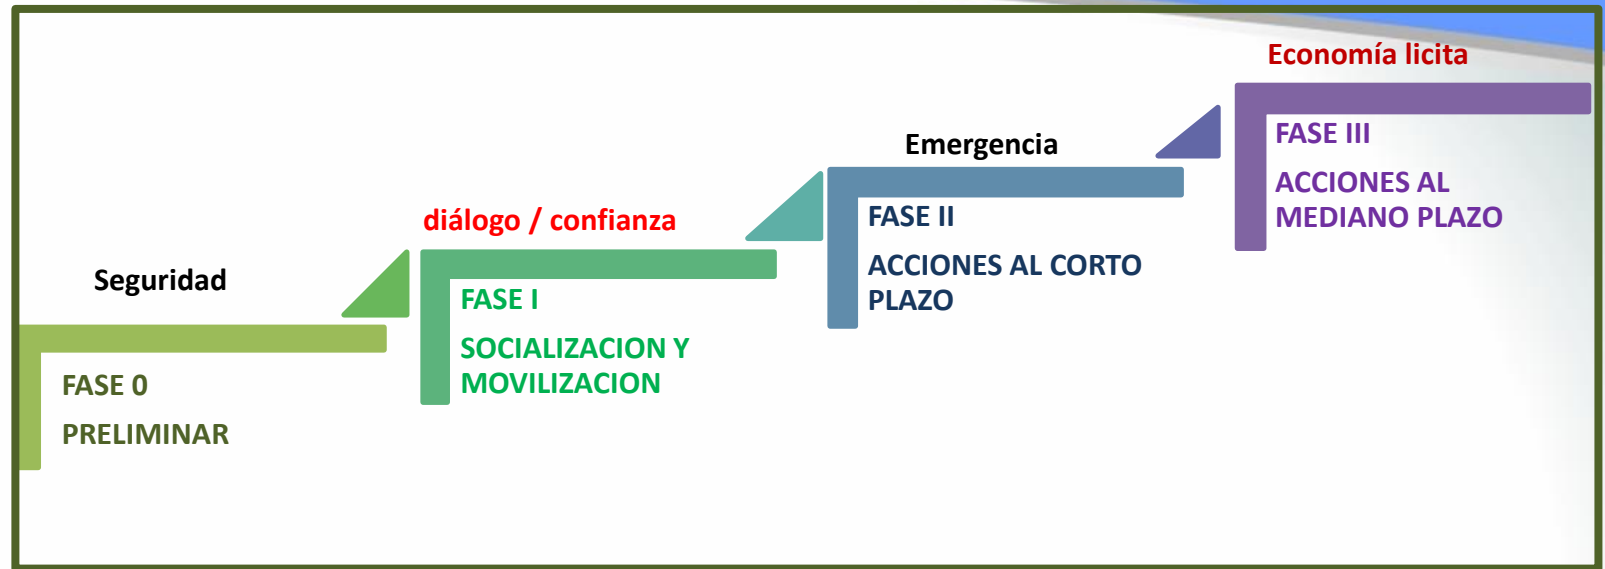 Seguridad
FASE 0
PRELIMINAR
diálogo / confianza
FASE I
SOCIALIZACION Y
MOVILIZACION
Emergencia
FASE II
ACCIONES AL CORTO
PLAZO
Economía licita
FASE III
ACCIONES AL
MEDIANO PLAZO